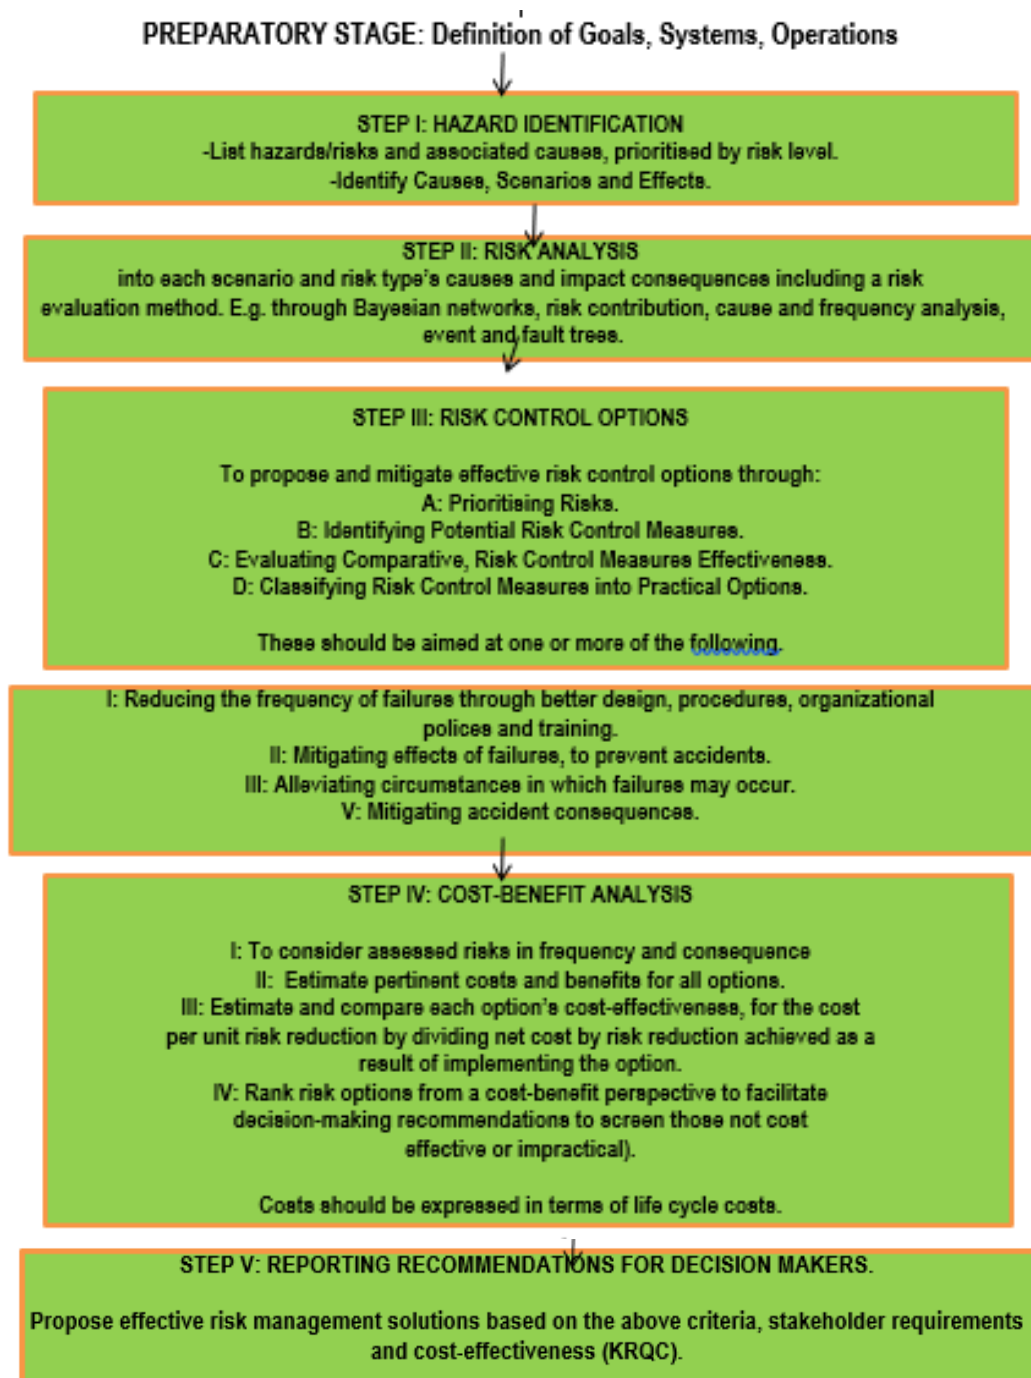 PREPARATORY STAGE: Definition of Goals, Systems, Operations
STEP I: HAZARD IDENTIFICATION
-List hazards/risks and associated causes, prioritised by risk level.
-Identify Causes, Scenarios and Effects.
STEP II: RISK ANALYSIS
into each scenario and risk type's causes and impact consequences including a risk
evaluation method. E.g. through Bayesian networks, risk contribution, cause and frequency analysis,
event and fault trees.
STEP III: RISK CONTROL OPTIONS
To propose and mitigate effective risk control options through:
A: Prioritising Risks.
B: Identifying Potential Risk Control Measures.
C: Evaluating Comparative, Risk Control Measures Effectiveness.
D: Classifying Risk Control Measures into Practical Options.
These should be aimed at one or more of the following.
I: Reducing the frequency of failures through better design, procedures, organizational
polices and training.
II: Mitigating effects of failures, to prevent accidents.
III: Alleviating circumstances in which failures may occur.
V: Mitigating accident consequences.
STEP IV: COST-BENEFIT ANALYSIS
I: To consider assessed risks in frequency and consequence
II: Estimate pertinent costs and benefits for all options.
III: Estimate and compare each option's cost-effectiveness, for the cost
per unit risk reduction by dividing net cost by risk reduction achieved as a
result of implementing the option.
IV: Rank risk options from a cost-benefit perspective to facilitate
decision-making recommendations to screen those not cost
effective or impractical).
Costs should be expressed in terms of life cycle costs.
STEP V: REPORTING RECOMMENDATIONS FOR DECISION MAKERS.
Propose effective risk management solutions based on the above criteria, stakeholder requirements
and cost-effectiveness (KRQC).